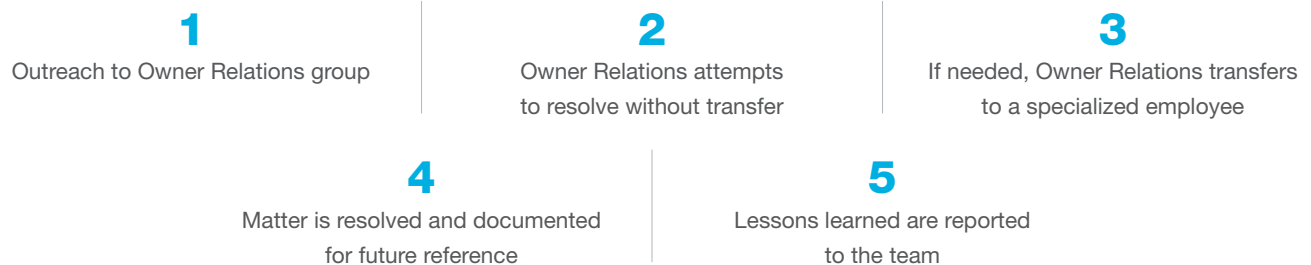 1
Outreach to Owner Relations group
2
Owner Relations attempts
to resolve without transfer
3
If needed, Owner Relations transfers
to a specialized employee
4
Matter is resolved and documented
for future reference
5
Lessons learned are reported
to the team